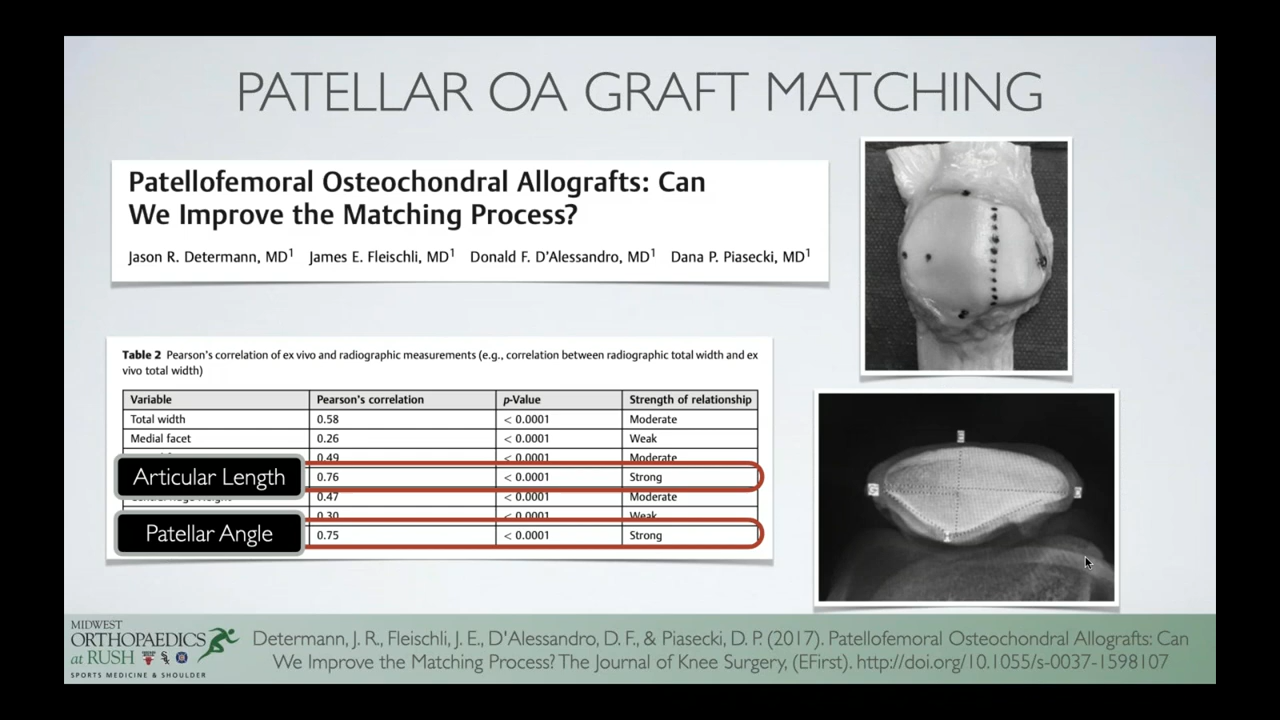 PATELLAR OA GRAFT MATCHING
Patellofemoral Osteochondral Allografts: Can
We Improve the Matching Process?
Jason R. Determann, MD1 James E. Fleischli, MD1 Donald F. D'Alessandro, MD1 Dana P. Piasecki, MD1
Table 2 Pearson's correlation of ex vivo and radiographic measurements (e.g., correlation between radiographic total width and ex
vivo total width)
Variable Pearson's correlation p-Value Strength of relationship
Total width 0.58 < 0.0001 Moderate
Medial facet 0.26 < 0.0001 Weak
0.49 < 0.0001 Moderate
Articular Length 0.76 < 0.0001 Strong
0.47 < 0.0001 Moderate
0.30 < 0.0001 Weak
Patellar Angle 0.75 < 0.0001 Strong
MIDWEST
ORTHOPAEDICS
at RUSH
SPORTS MEDICINE & SHOULDER
Determann, J. R., Fleischli, J. E., D'Alessandro, D. F., & Piasecki, D. P. (2017). Patellofemoral Osteochondral Allografts: Can
We Improve the Matching Process? The Journal of Knee Surgery, (EFirst). http://doi.org/10.1055/s-0037-1598107